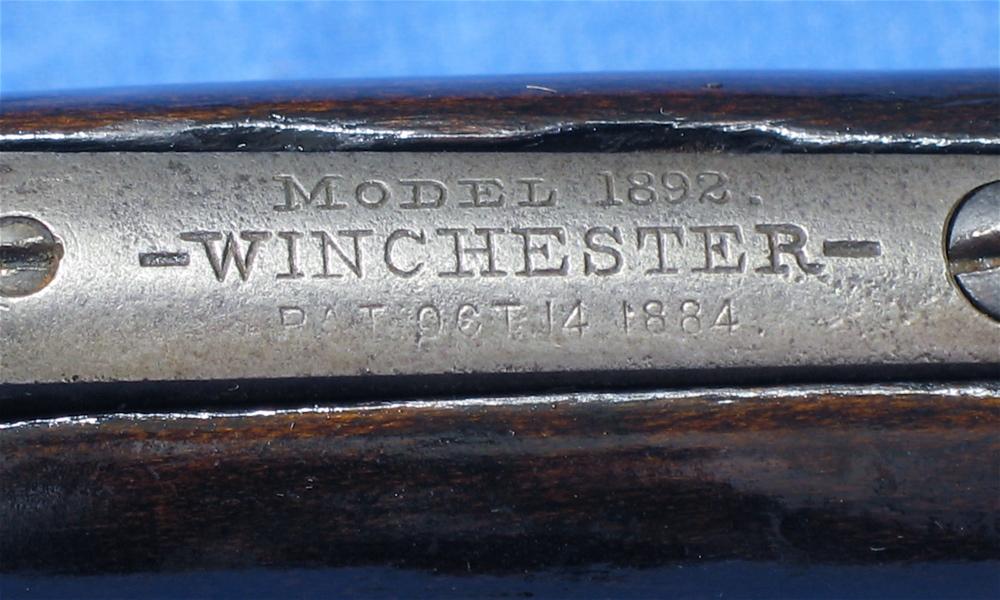 MODEL 1892.
-WINCHESTER-
PAT OCT 14 1884